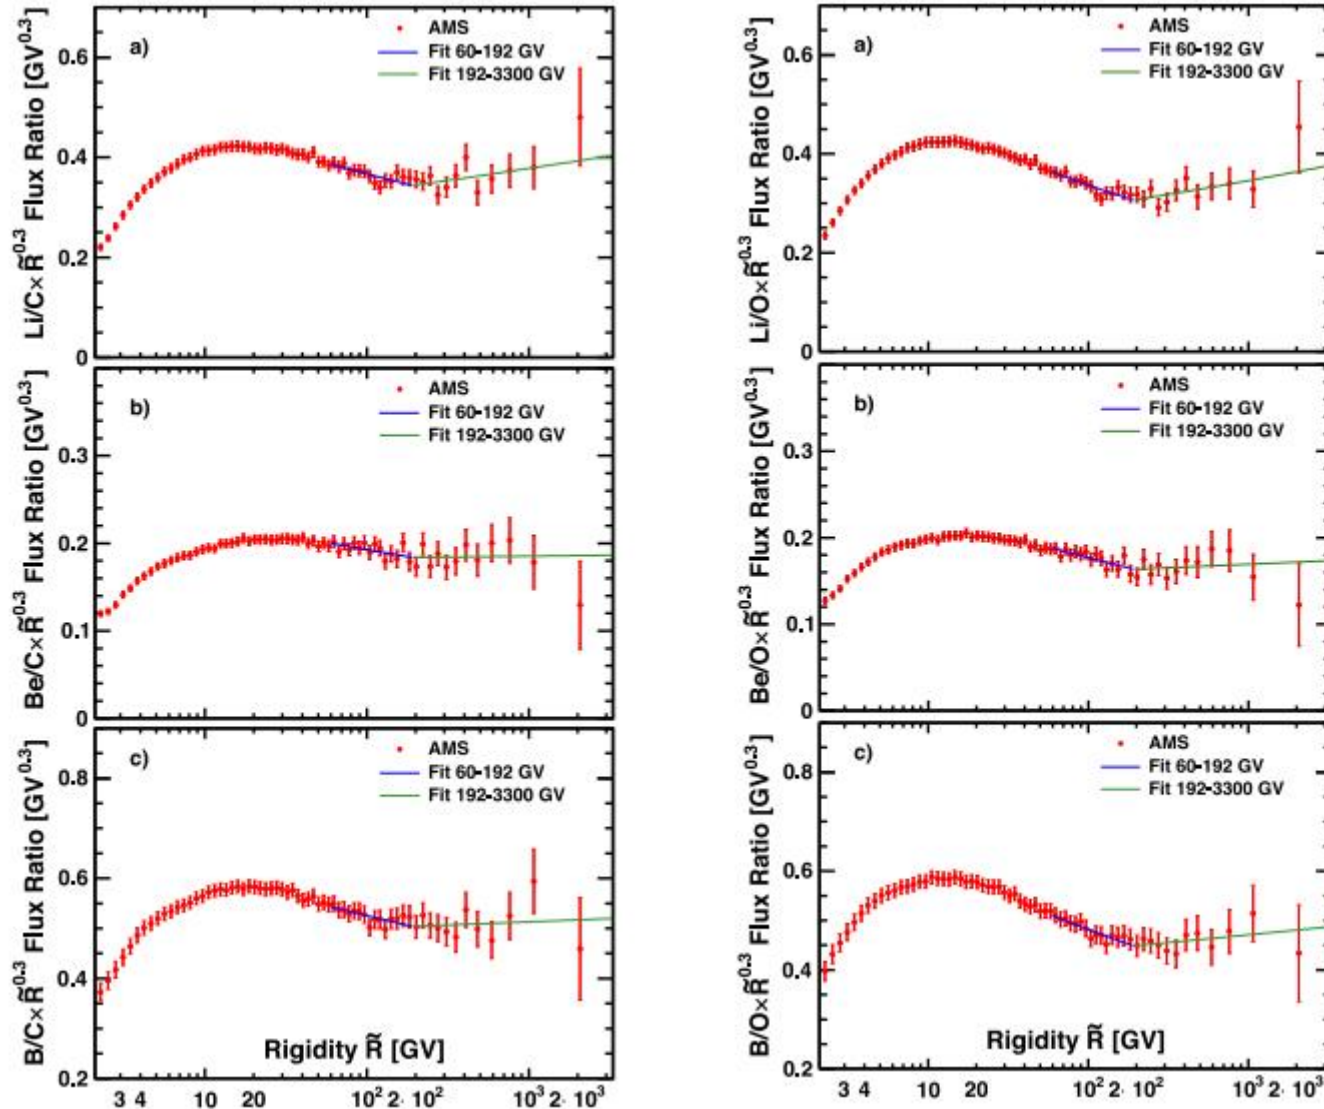 Li/C×R̃^0.3 Flux Ratio [GV^0.3]
0.6
0.4
0.2
0
a)
AMS
Fit 60-192 GV
Fit 192-3300 GV
Be/C×R̃^0.3 Flux Ratio [GV^0.3]
0.3
0.2
0.1
0
b)
AMS
Fit 60-192 GV
Fit 192-3300 GV
B/C×R̃^0.3 Flux Ratio [GV^0.3]
0.8
0.6
0.4
0.2
c)
AMS
Fit 60-192 GV
Fit 192-3300 GV
Rigidity R̃ [GV]
3 4 10 20 10² 2· 10² 10³ 2· 10³
Li/O×R̃^0.3 Flux Ratio [GV^0.3]
0.6
0.4
0.2
0
a)
AMS
Fit 60-192 GV
Fit 192-3300 GV
Be/O×R̃^0.3 Flux Ratio [GV^0.3]
0.3
0.2
0.1
0
b)
AMS
Fit 60-192 GV
Fit 192-3300 GV
B/O×R̃^0.3 Flux Ratio [GV^0.3]
0.8
0.6
0.4
0.2
c)
AMS
Fit 60-192 GV
Fit 192-3300 GV
Rigidity R̃ [GV]
3 4 10 20 10² 2· 10² 10³ 2· 10³